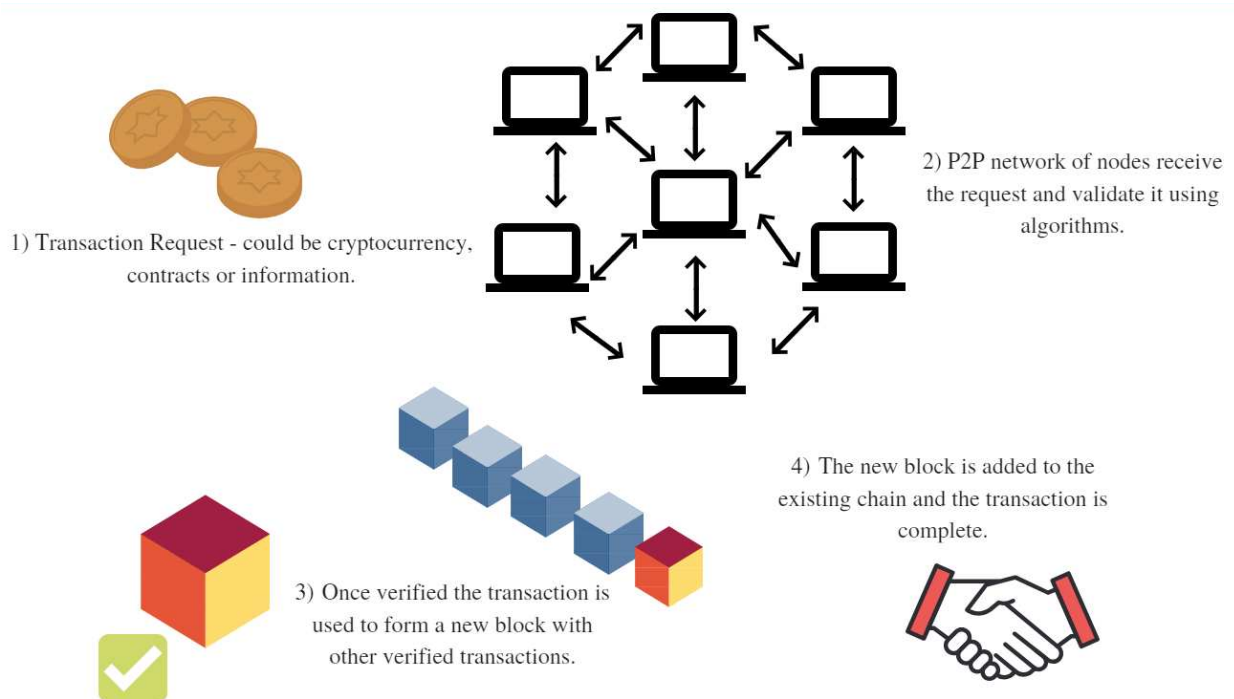 1) Transaction Request - could be cryptocurrency,
contracts or information.
2) P2P network of nodes receive
the request and validate it using
algorithms.
3) Once verified the transaction is
used to form a new block with
other verified transactions.
4) The new block is added to the
existing chain and the transaction is
complete.